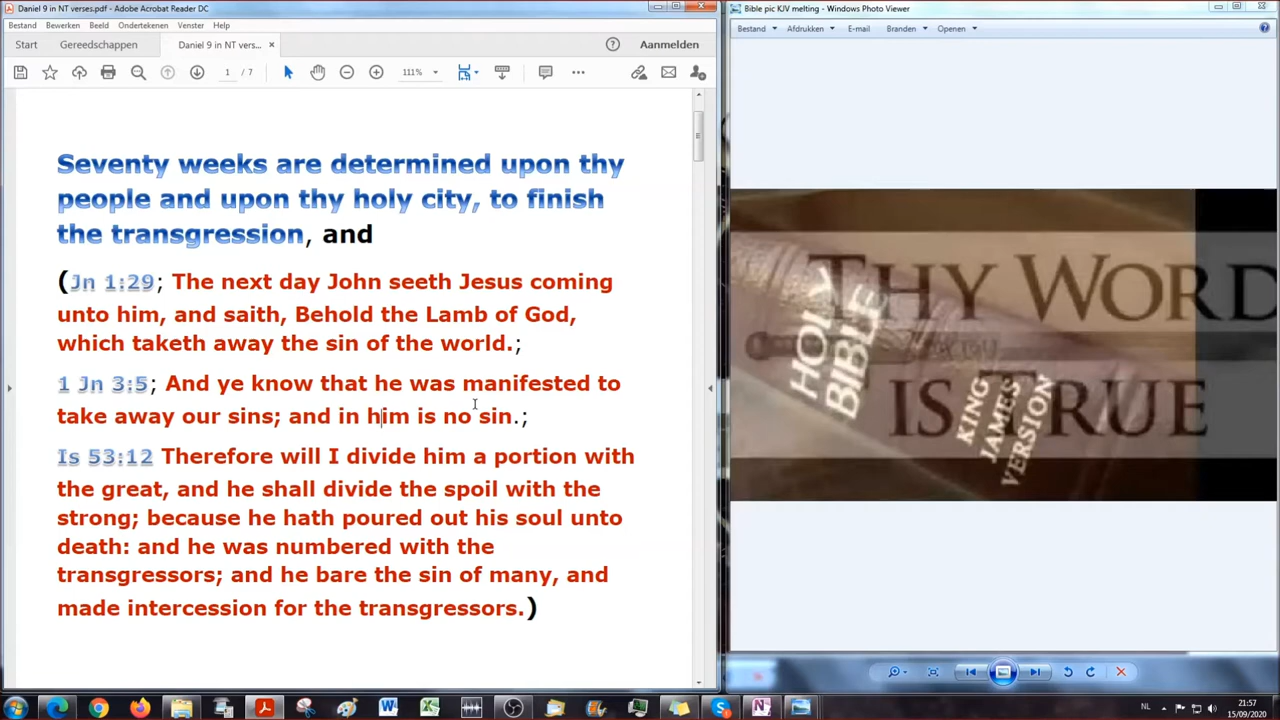 Daniel 9 in NT verses.pdf - Adobe Acrobat Reader DC
Bestand Bewerken Beeld Ondertekenen Venster Help
Start Gereedschappen Daniel 9 in NT vers... × Aanmelden
1 / 7 111%
Seventy weeks are determined upon thy
people and upon thy holy city, to finish
the transgression, and
(Jn 1:29; The next day John seeth Jesus coming
unto him, and saith, Behold the Lamb of God,
which taketh away the sin of the world.;
1 Jn 3:5; And ye know that he was manifested to
take away our sins; and in him is no sin.;
Is 53:12 Therefore will I divide him a portion with
the great, and he shall divide the spoil with the
strong; because he hath poured out his soul unto
death: and he was numbered with the
transgressors; and he bare the sin of many, and
made intercession for the transgressors.)
Bible pic KJV melting - Windows Photo Viewer
Bestand Afdrukken E-mail Branden Openen
THY WORD
IS TRUE
HOLY
BIBLE
KING
JAMES
VERSION
NL
21:57
15/09/2020